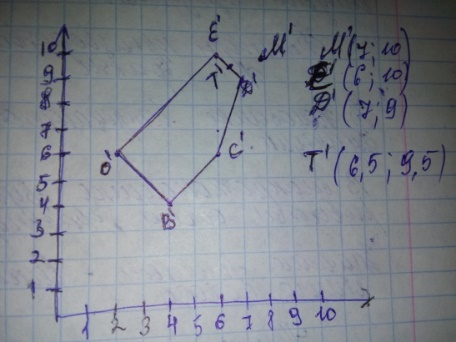 E'
M'
T'
D'
O'
C'
B'
10
9
8
7
6
5
4
3
2
1
1 2 3 4 5 6 7 8 9 10
M'(7; 10)
(6; 10)
D'(7; 9)
T'(6,5; 9,5)